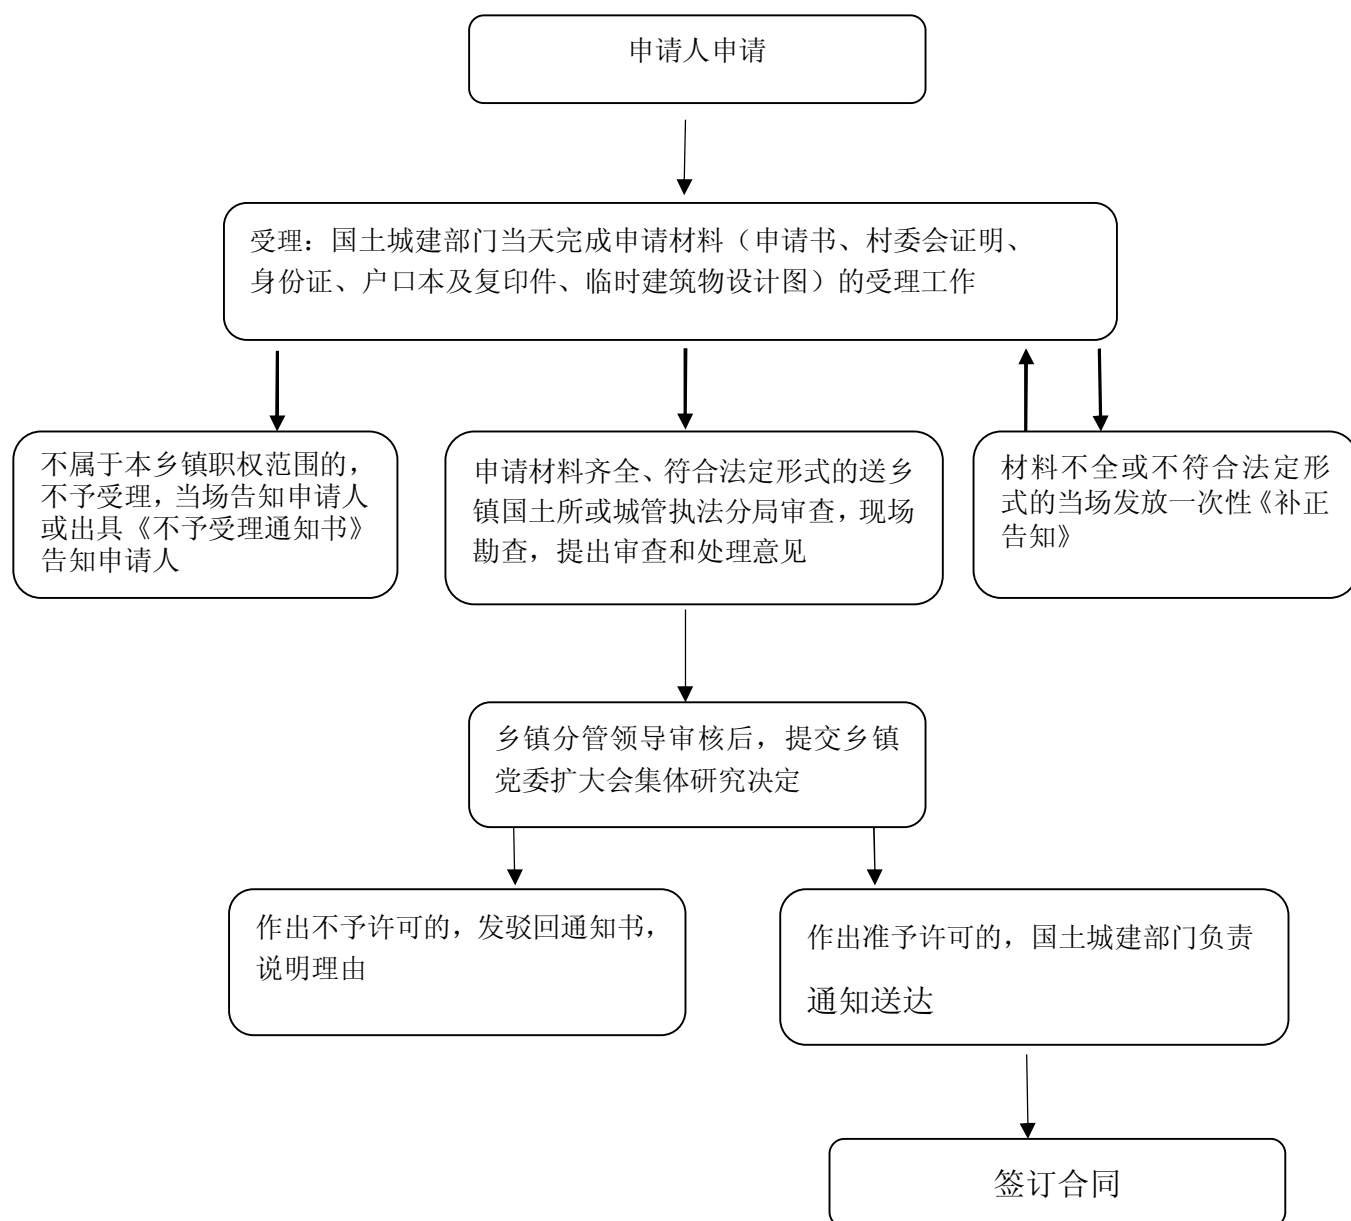 申请人申请
受理：国土城建部门当天完成申请材料（申请书、村委会证明、
身份证、户口本及复印件、临时建筑物设计图）的受理工作
不属于本乡镇职权范围的，
不予受理，当场告知申请人
或出具《不予受理通知书》
告知申请人
申请材料齐全、符合法定形式的送乡
镇国土所或城管执法分局审查，现场
勘查，提出审查和处理意见
材料不全或不符合法定形
式的当场发放一次性《补正
告知》
乡镇分管领导审核后，提交乡镇
党委扩大会集体研究决定
作出不予许可的，发驳回通知书，
说明理由
作出准予许可的，国土城建部门负责
通知送达
签订合同